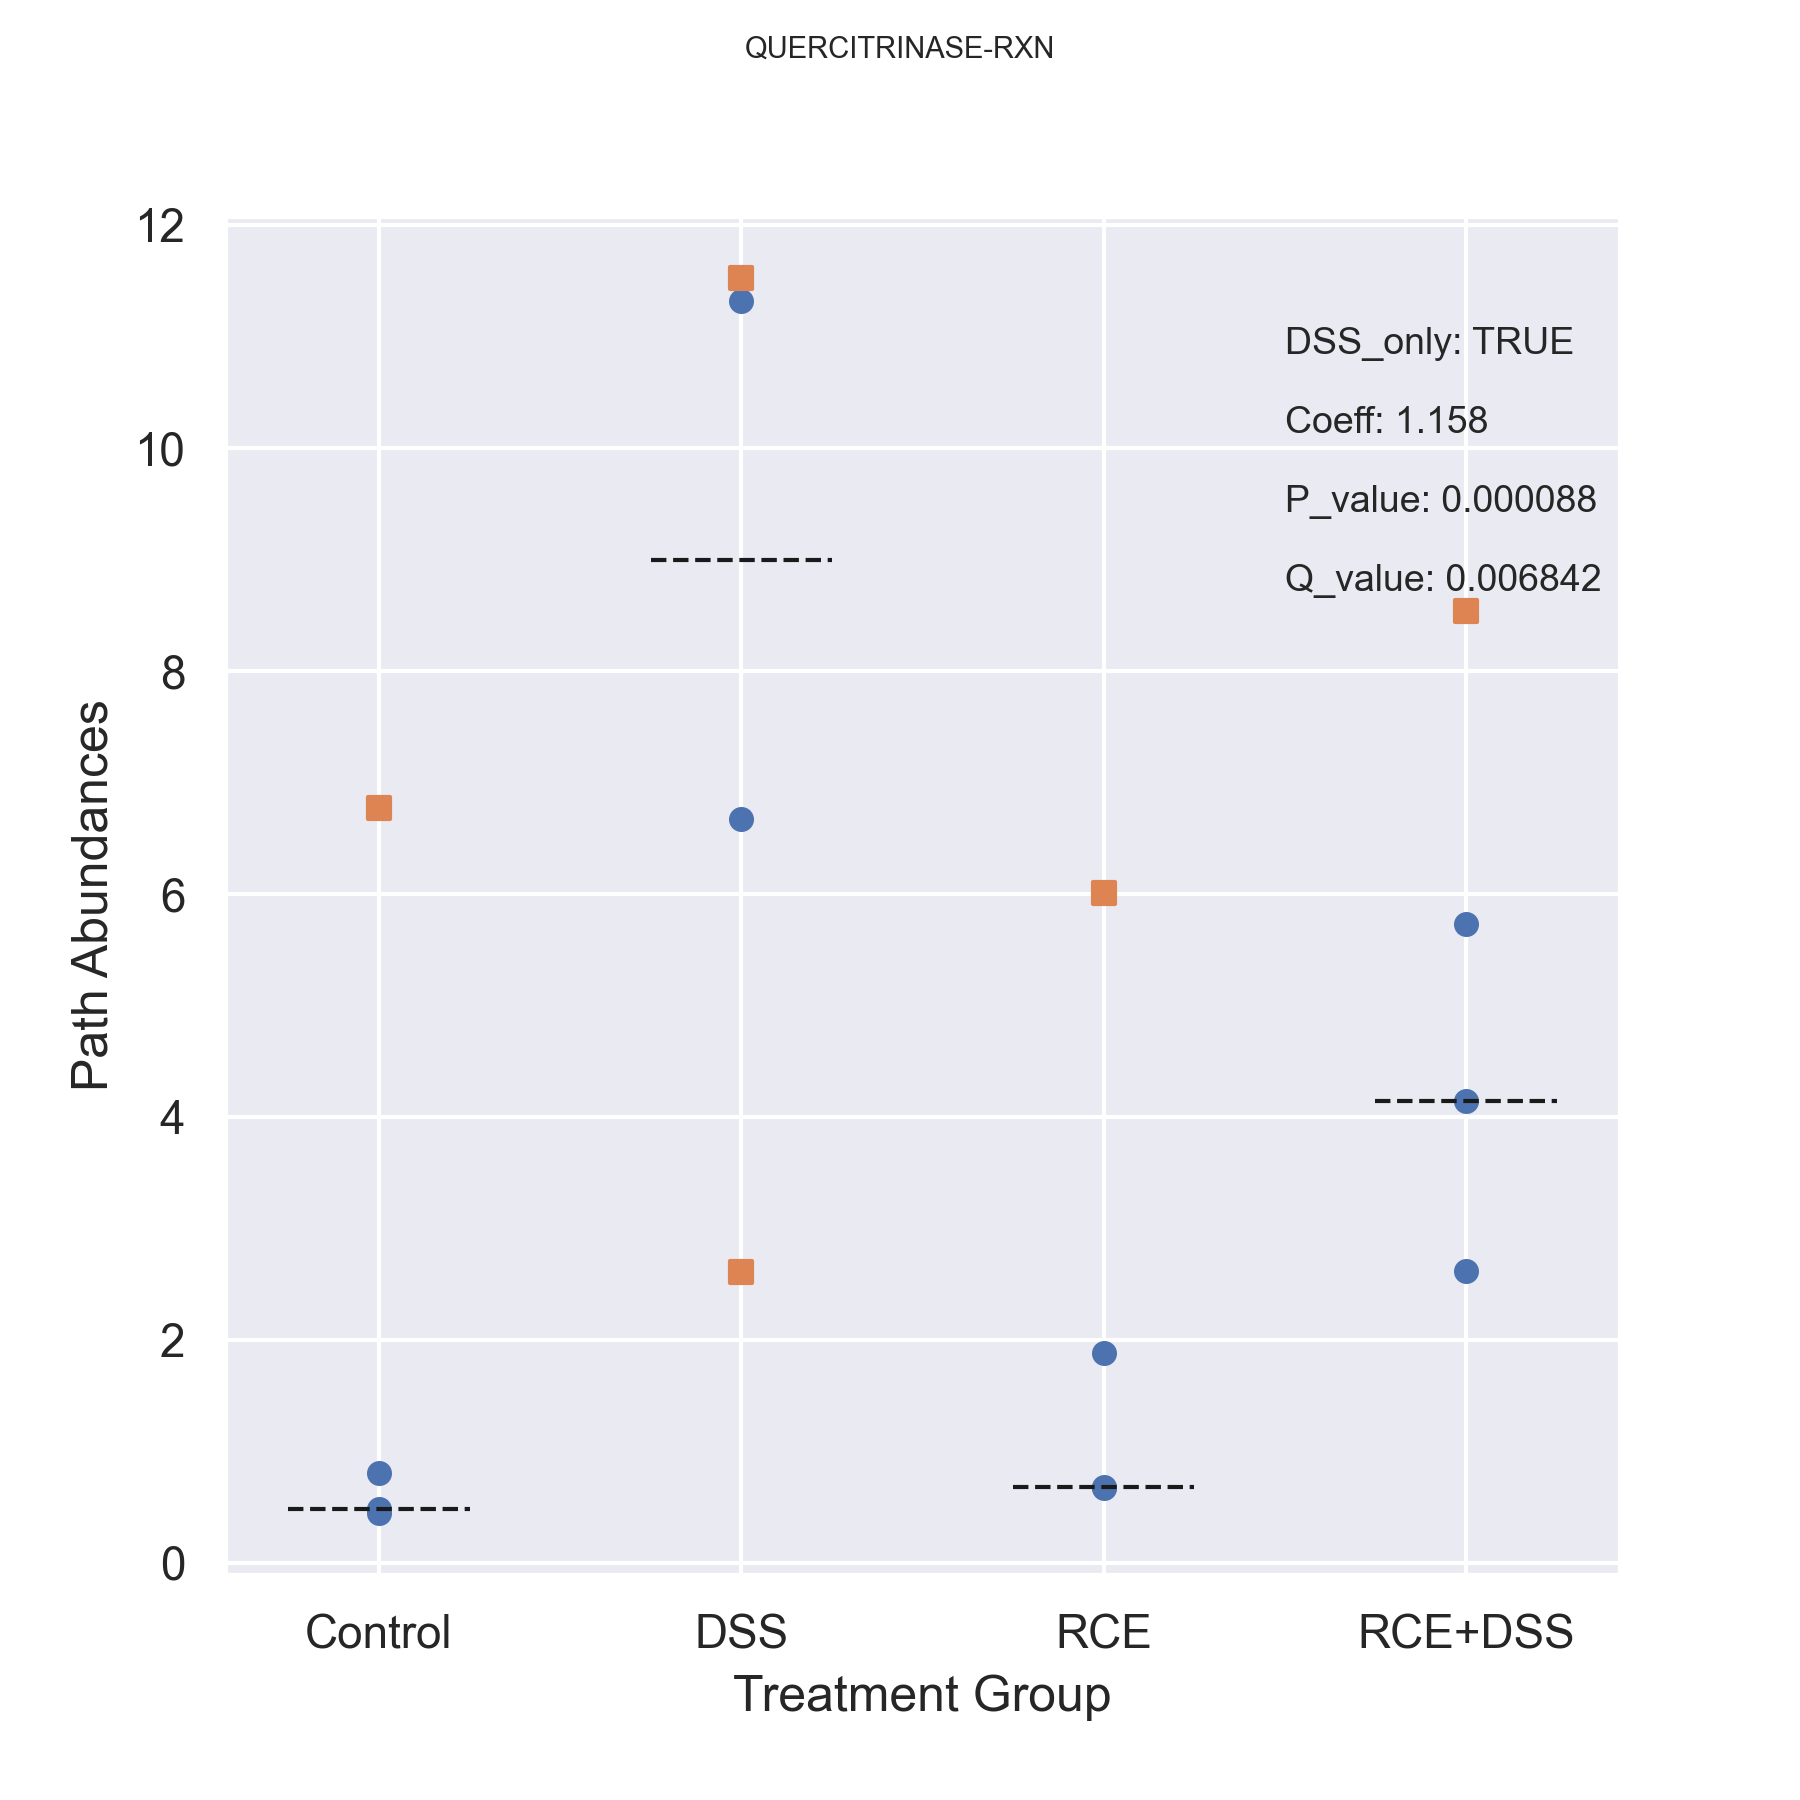 QUERCITRINASE-RXN
12
10
8
6
4
2
0
Path Abundances
DSS_only: TRUE
Coeff: 1.158
P_value: 0.000088
Q_value: 0.006842
Control
DSS
RCE
RCE+DSS
Treatment Group